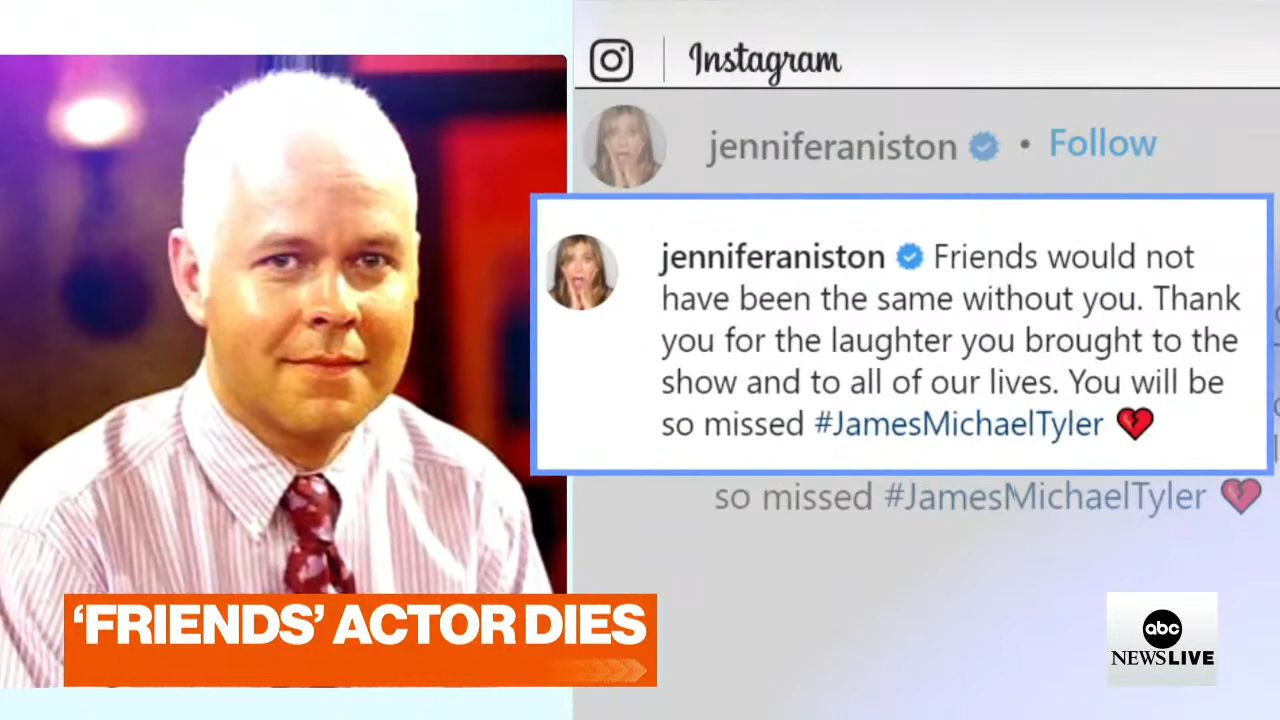 Instagram
jenniferaniston • Follow
jenniferaniston Friends would not
have been the same without you. Thank
you for the laughter you brought to the
show and to all of our lives. You will be
so missed #JamesMichaelTyler 💔
so missed #JamesMichaelTyler 💔
‘FRIENDS’ ACTOR DIES
abc
NEWSLIVE